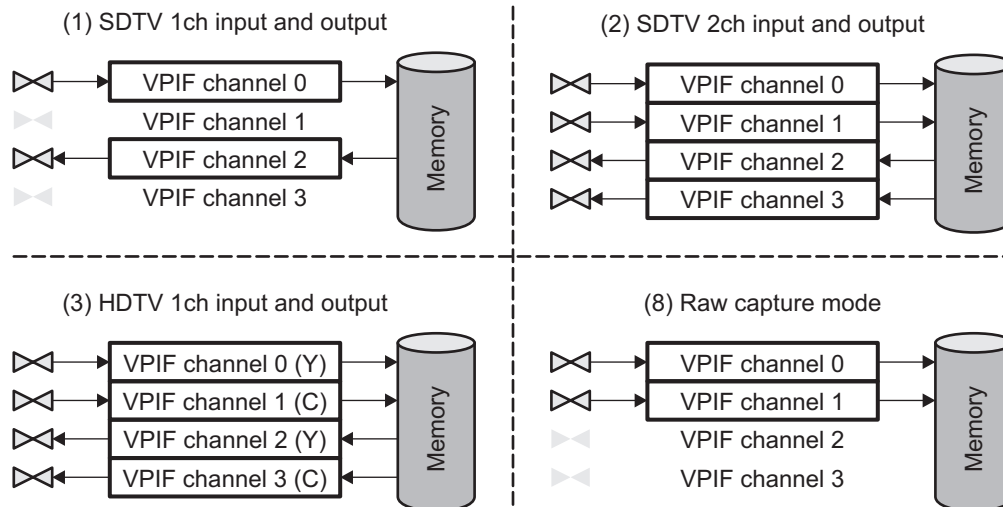 (1) SDTV 1ch input and output
VPIF channel 0
VPIF channel 1
VPIF channel 2
VPIF channel 3
Memory
(2) SDTV 2ch input and output
VPIF channel 0
VPIF channel 1
VPIF channel 2
VPIF channel 3
Memory
(3) HDTV 1ch input and output
VPIF channel 0 (Y)
VPIF channel 1 (C)
VPIF channel 2 (Y)
VPIF channel 3 (C)
Memory
(8) Raw capture mode
VPIF channel 0
VPIF channel 1
VPIF channel 2
VPIF channel 3
Memory